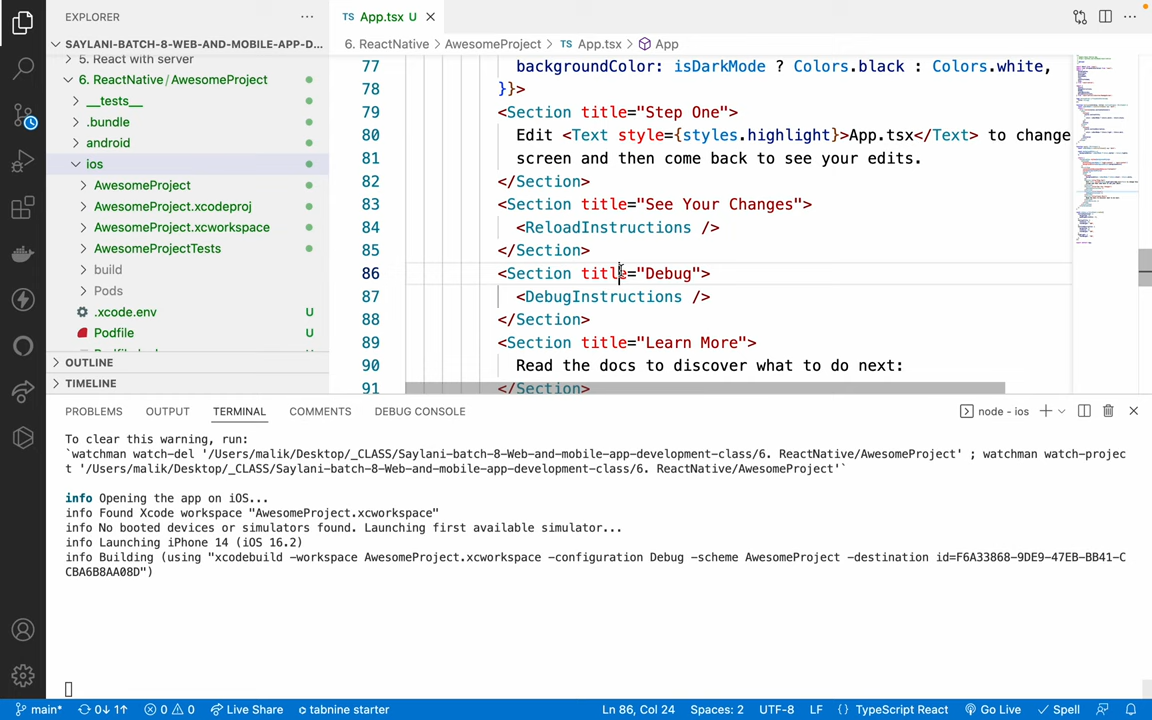 EXPLORER
SAYLANI-BATCH-8-WEB-AND-MOBILE-APP-D...
5. React with server
6. ReactNative / AwesomeProject
__tests__
.bundle
android
ios
AwesomeProject
AwesomeProject.xcodeproj
AwesomeProject.xcworkspace
AwesomeProjectTests
build
Pods
.xcode.env U
Podfile U
OUTLINE
TIMELINE
TS App.tsx U
6. ReactNative > AwesomeProject > TS App.tsx > App
77 backgroundColor: isDarkMode ? Colors.black : Colors.white,
78 }}>
79 <Section title="Step One">
80 Edit <Text style={styles.highlight}>App.tsx</Text> to change
81 screen and then come back to see your edits.
82 </Section>
83 <Section title="See Your Changes">
84 <ReloadInstructions />
85 </Section>
86 <Section title="Debug">
87 <DebugInstructions />
88 </Section>
89 <Section title="Learn More">
90 Read the docs to discover what to do next:
91 </Section>
PROBLEMS OUTPUT TERMINAL COMMENTS DEBUG CONSOLE
node - ios
To clear this warning, run:
`watchman watch-del '/Users/malik/Desktop/_CLASS/Saylani-batch-8-Web-and-mobile-app-development-class/6. ReactNative/AwesomeProject' ; watchman watch-projec
t '/Users/malik/Desktop/_CLASS/Saylani-batch-8-Web-and-mobile-app-development-class/6. ReactNative/AwesomeProject'`
info Opening the app on iOS...
info Found Xcode workspace "AwesomeProject.xcworkspace"
info No booted devices or simulators found. Launching first available simulator...
info Launching iPhone 14 (iOS 16.2)
info Building (using "xcodebuild -workspace AwesomeProject.xcworkspace -configuration Debug -scheme AwesomeProject -destination id=F6A33868-9DE9-47EB-BB41-C
CBA6B8AA08D")
main* 0↓ 1↑ 0 0 Live Share tabnine starter Ln 86, Col 24 Spaces: 2 UTF-8 LF {} TypeScript React Go Live Spell